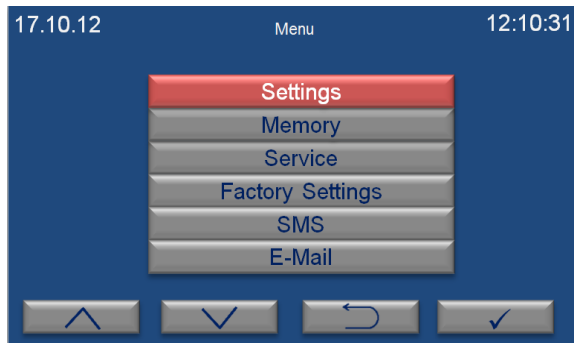 17.10.12 Menu 12:10:31
Settings
Memory
Service
Factory Settings
SMS
E-Mail